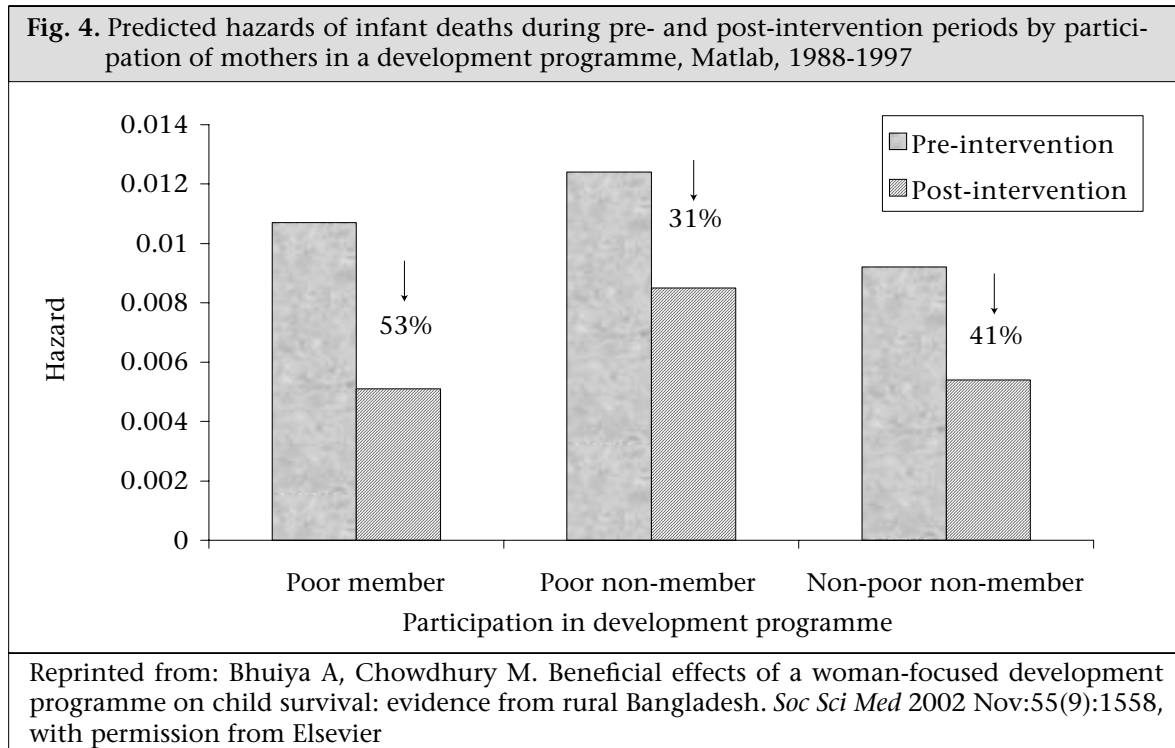 Fig. 4. Predicted hazards of infant deaths during pre- and post-intervention periods by partici-
pation of mothers in a development programme, Matlab, 1988-1997
0.014
0.012
0.01
0.008
0.006
0.004
0.002
0
Hazard
Pre-intervention
Post-intervention
53%
31%
41%
Poor member
Poor non-member
Non-poor non-member
Participation in development programme
Reprinted from: Bhuiya A, Chowdhury M. Beneficial effects of a woman-focused development
programme on child survival: evidence from rural Bangladesh. Soc Sci Med 2002 Nov:55(9):1558,
with permission from Elsevier